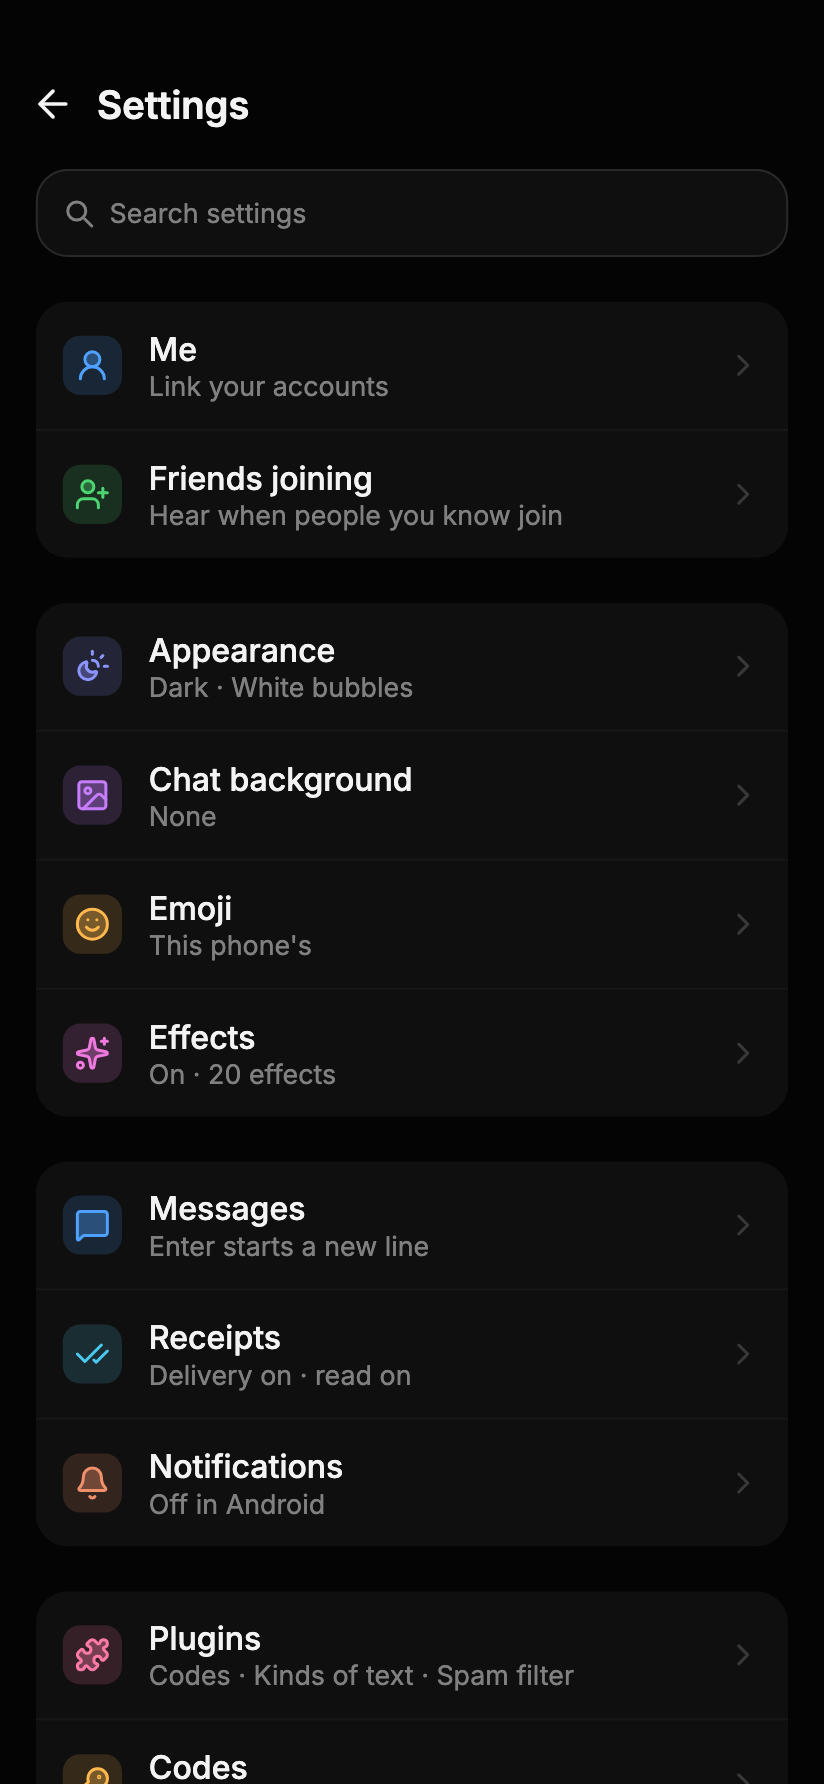 Settings
Search settings
Me
Link your accounts
Friends joining
Hear when people you know join
Appearance
Dark · White bubbles
Chat background
None
Emoji
This phone's
Effects
On · 20 effects
Messages
Enter starts a new line
Receipts
Delivery on · read on
Notifications
Off in Android
Plugins
Codes · Kinds of text · Spam filter
Codes